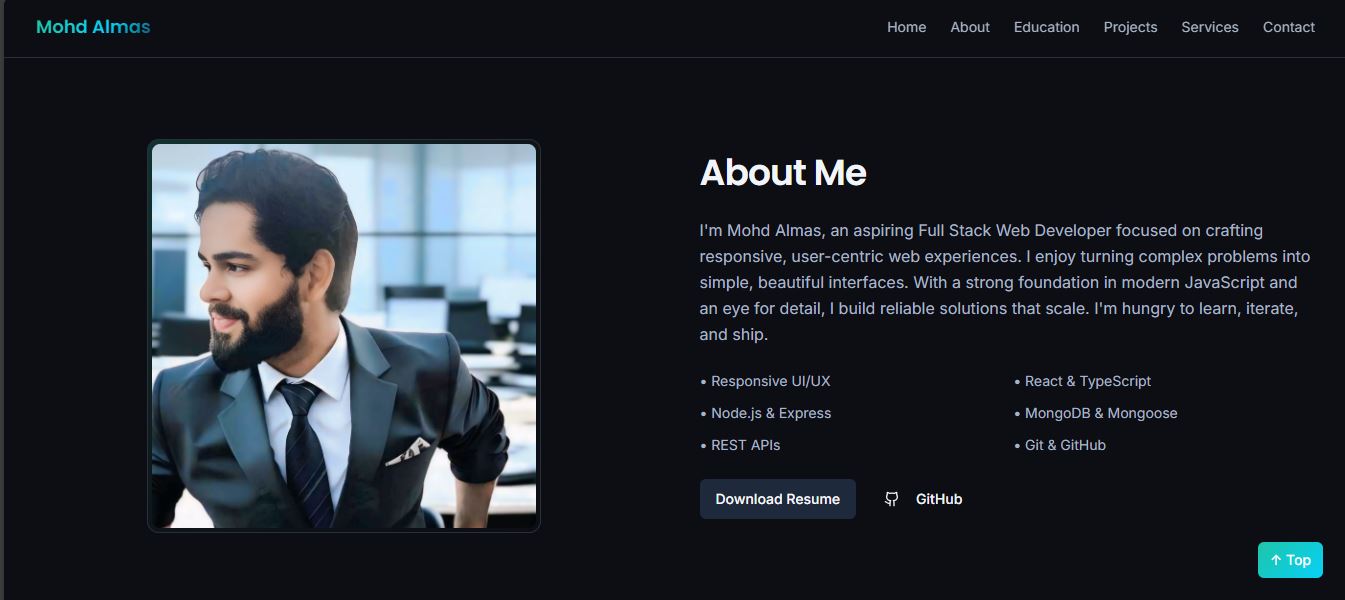 Mohd Almas
Home About Education Projects Services Contact
About Me
I'm Mohd Almas, an aspiring Full Stack Web Developer focused on crafting
responsive, user-centric web experiences. I enjoy turning complex problems into
simple, beautiful interfaces. With a strong foundation in modern JavaScript and
an eye for detail, I build reliable solutions that scale. I'm hungry to learn, iterate,
and ship.
• Responsive UI/UX
• React & TypeScript
• Node.js & Express
• MongoDB & Mongoose
• REST APIs
• Git & GitHub
Download Resume
GitHub
↑ Top